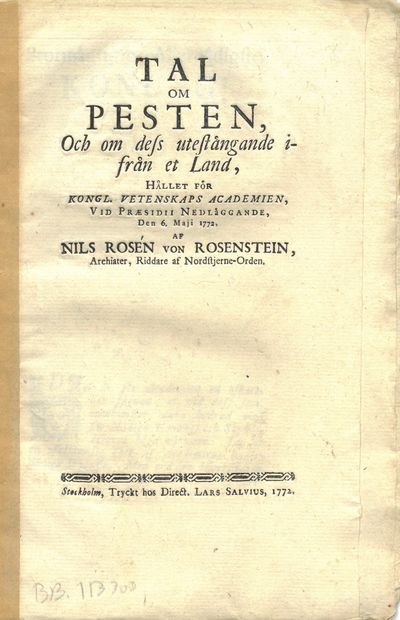 TAL
OM
PESTEN,
Och om deſs uteſtångande i-
från et Land,
HÅLLET FÖR
KONGL. VETENSKAPS ACADEMIEN,
VID PRÆSIDII NEDLÄGGANDE,
Den 6. Maji 1772.
AF
NILS ROSÉN VON ROSENSTEIN,
Archiater, Riddare af Nordſtjerne-Orden.
Stockholm, Tryckt hos Direct. LARS SALVIUS, 1772.
BB.